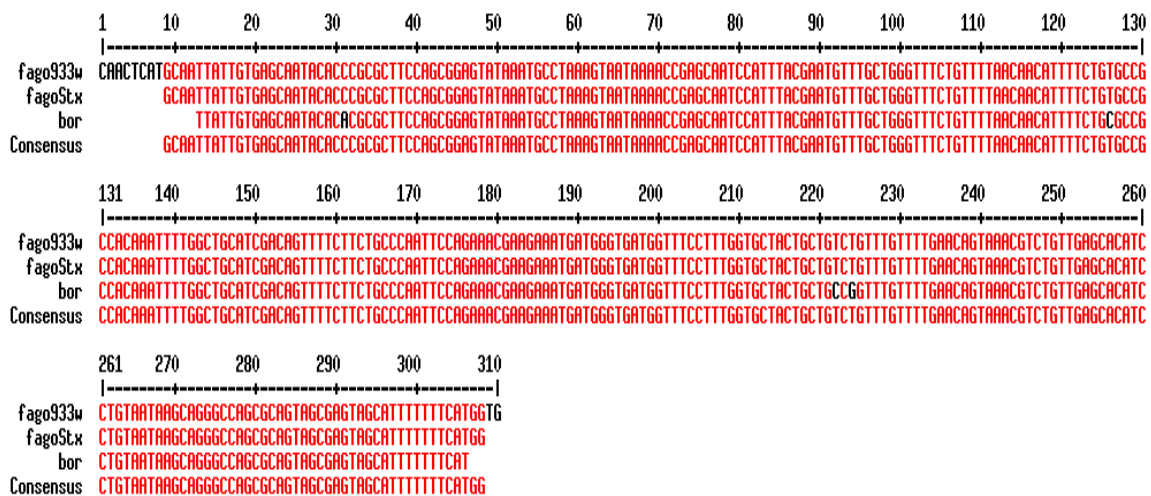 1 10 20 30 40 50 60 70 80 90 100 110 120 130
|--------+---------+---------+---------+---------+---------+---------+---------+---------+---------+---------+---------+---------|
fago933w CAACTCATGCAATTATTGTGAGCAATACACCCGCGCTTCCAGCGGAGTATAAATGCCTAAAGTAATAAAACCGAGCAATCCATTTACGAATGTTTGCTGGGTTTCTGTTTTAACAACATTTTCTGTGCCG
fagoStx GCAATTATTGTGAGCAATACACCCGCGCTTCCAGCGGAGTATAAATGCCTAAAGTAATAAAACCGAGCAATCCATTTACGAATGTTTGCTGGGTTTCTGTTTTAACAACATTTTCTGTGCCG
bor TTATTGTGAGCAATACACACGCGCTTCCAGCGGAGTATAAATGCCTAAAGTAATAAAACCGAGCAATCCATTTACGAATGTTTGCTGGGTTTCTGTTTTAACAACATTTTCTGCGCCG
Consensus GCAATTATTGTGAGCAATACACCCGCGCTTCCAGCGGAGTATAAATGCCTAAAGTAATAAAACCGAGCAATCCATTTACGAATGTTTGCTGGGTTTCTGTTTTAACAACATTTTCTGTGCCG
131 140 150 160 170 180 190 200 210 220 230 240 250 260
|--------+---------+---------+---------+---------+---------+---------+---------+---------+---------+---------+---------+---------|
fago933w CCACAAATTTTGGCTGCATCGACAGTTTTCTTCTGCCCAATTCCAGAAACGAAGAAATGATGGGTGATGGTTTCCTTTGGTGCTACTGCTGTCTGTTTGTTTTGAACAGTAAACGTCTGTTGAGCACATC
fagoStx CCACAAATTTTGGCTGCATCGACAGTTTTCTTCTGCCCAATTCCAGAAACGAAGAAATGATGGGTGATGGTTTCCTTTGGTGCTACTGCTGTCTGTTTGTTTTGAACAGTAAACGTCTGTTGAGCACATC
bor CCACAAATTTTGGCTGCATCGACAGTTTTCTTCTGCCCAATTCCAGAAACGAAGAAATGATGGGTGATGGTTTCCTTTGGTGCTACTGCTGCCGGTTTGTTTTGAACAGTAAACGTCTGTTGAGCACATC
Consensus CCACAAATTTTGGCTGCATCGACAGTTTTCTTCTGCCCAATTCCAGAAACGAAGAAATGATGGGTGATGGTTTCCTTTGGTGCTACTGCTGTCTGTTTGTTTTGAACAGTAAACGTCTGTTGAGCACATC
261 270 280 290 300 310
|--------+---------+---------+---------+---------|
fago933w CTGTAATAAGCAGGGCCAGCGCAGTAGCGAGTAGCATTTTTTTCATGGTG
fagoStx CTGTAATAAGCAGGGCCAGCGCAGTAGCGAGTAGCATTTTTTTCATGG
bor CTGTAATAAGCAGGGCCAGCGCAGTAGCGAGTAGCATTTTTTTCAT
Consensus CTGTAATAAGCAGGGCCAGCGCAGTAGCGAGTAGCATTTTTTTCATGG